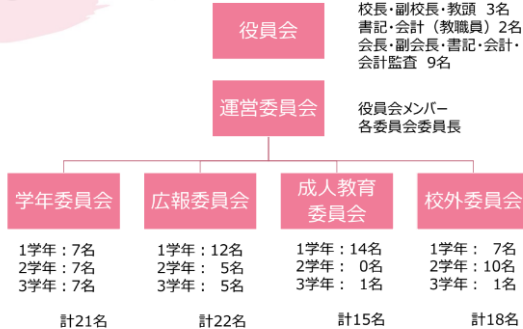 役員会
校長・副校長・教頭 3名
書記・会計（教職員）2名
会長・副会長・書記・会計・
会計監査 9名
運営委員会
役員会メンバー
各委員会委員長
学年委員会
1学年：7名
2学年：7名
3学年：7名
計21名
広報委員会
1学年：12名
2学年： 5名
3学年： 5名
計22名
成人教育
委員会
1学年：14名
2学年： 0名
3学年： 1名
計15名
校外委員会
1学年： 7名
2学年：10名
3学年： 1名
計18名